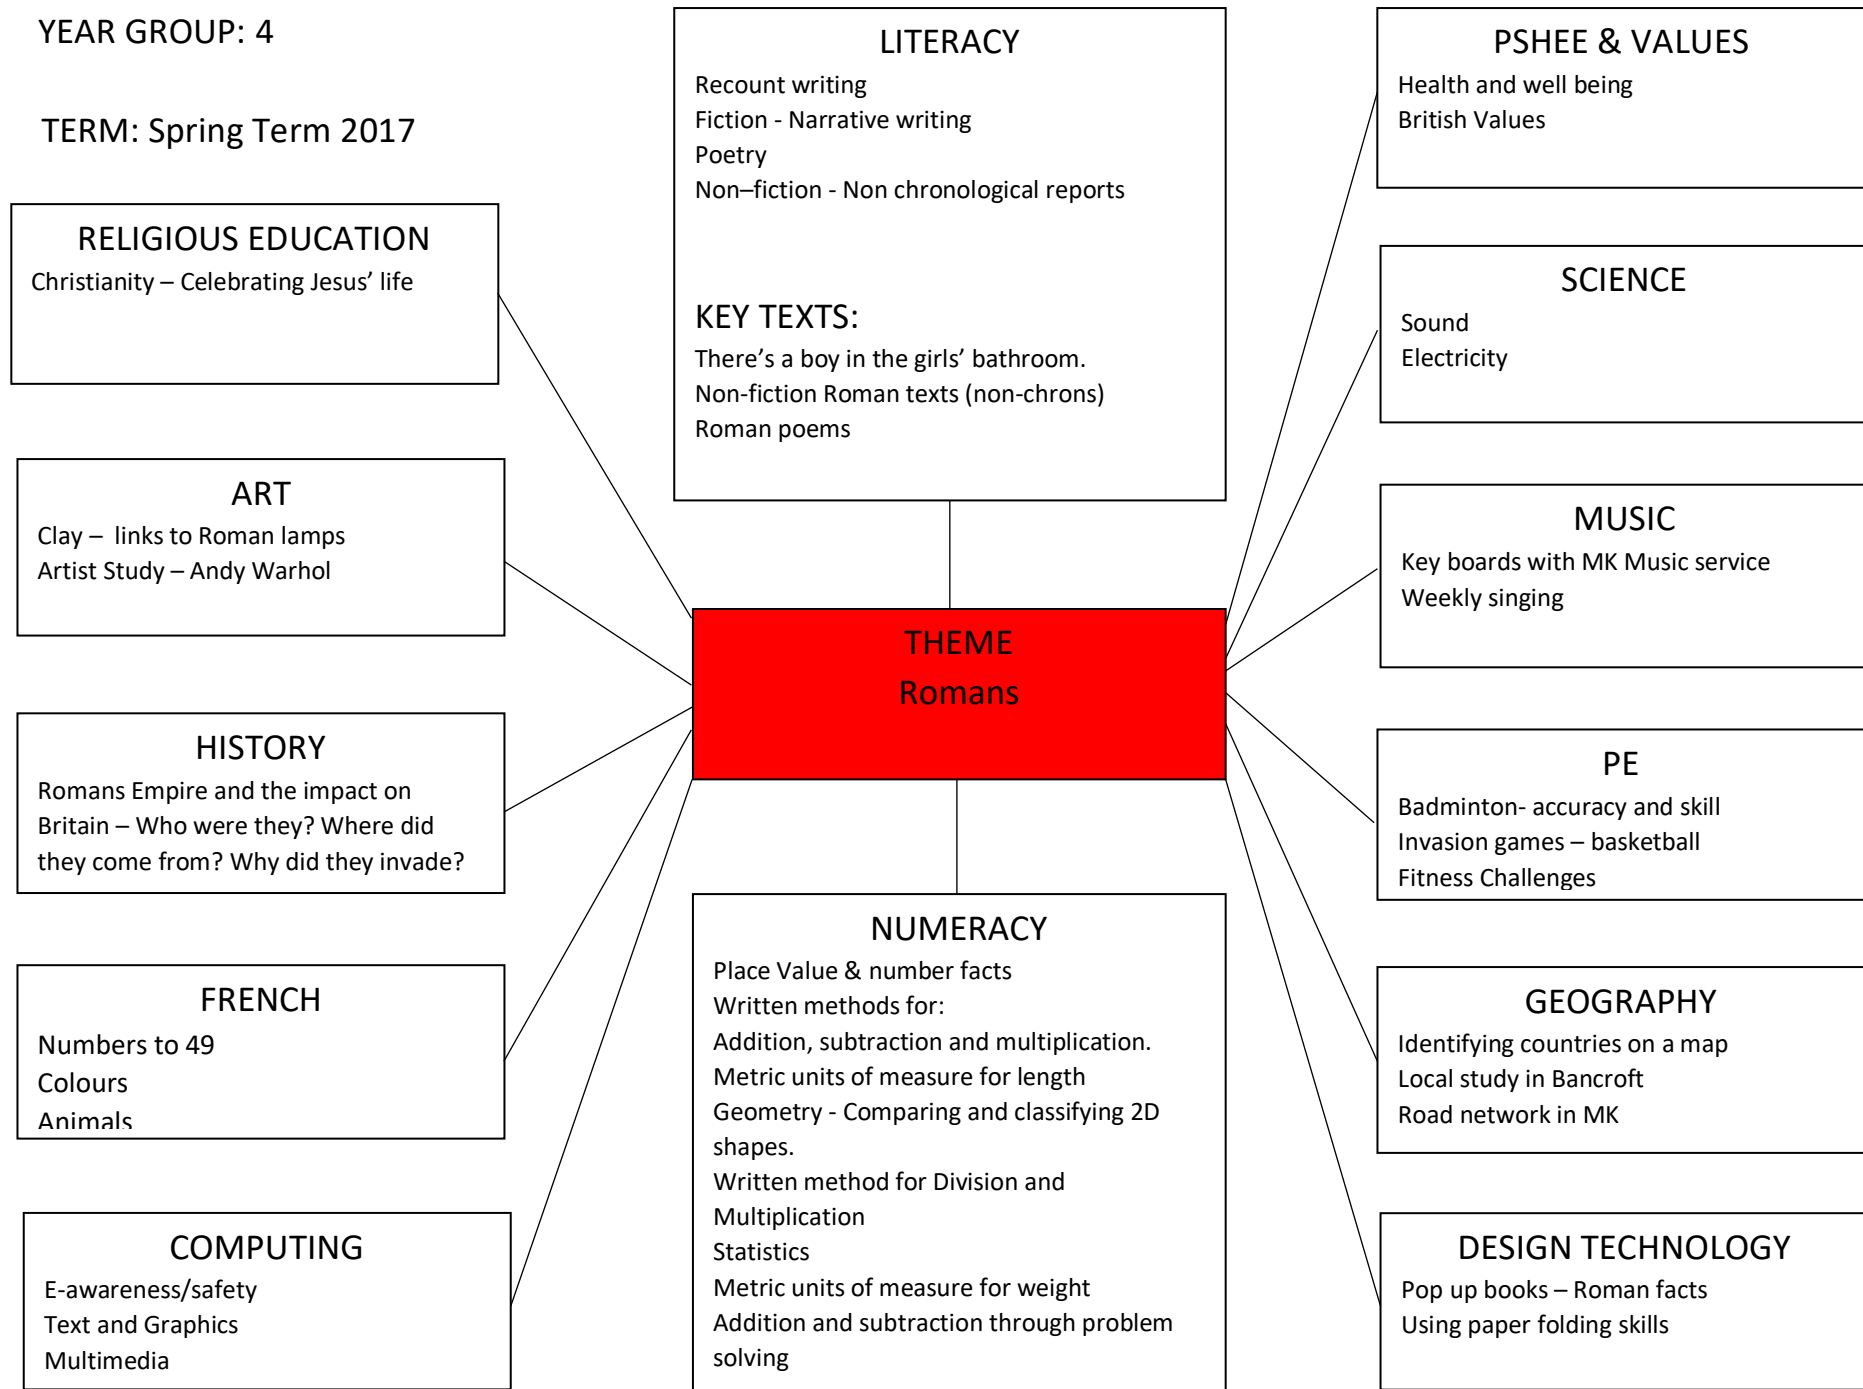 YEAR GROUP: 4
TERM: Spring Term 2017
LITERACY
Recount writing
Fiction - Narrative writing
Poetry
Non–fiction - Non chronological reports
KEY TEXTS:
There’s a boy in the girls’ bathroom.
Non-fiction Roman texts (non-chrons)
Roman poems
PSHEE & VALUES
Health and well being
British Values
RELIGIOUS EDUCATION
Christianity – Celebrating Jesus’ life
SCIENCE
Sound
Electricity
ART
Clay – links to Roman lamps
Artist Study – Andy Warhol
MUSIC
Key boards with MK Music service
Weekly singing
THEME
Romans
HISTORY
Romans Empire and the impact on
Britain – Who were they? Where did
they come from? Why did they invade?
PE
Badminton- accuracy and skill
Invasion games – basketball
Fitness Challenges
FRENCH
Numbers to 49
Colours
Animals
NUMERACY
Place Value & number facts
Written methods for:
Addition, subtraction and multiplication.
Metric units of measure for length
Geometry - Comparing and classifying 2D
shapes.
Written method for Division and
Multiplication
Statistics
Metric units of measure for weight
Addition and subtraction through problem
solving
GEOGRAPHY
Identifying countries on a map
Local study in Bancroft
Road network in MK
COMPUTING
E-awareness/safety
Text and Graphics
Multimedia
DESIGN TECHNOLOGY
Pop up books – Roman facts
Using paper folding skills